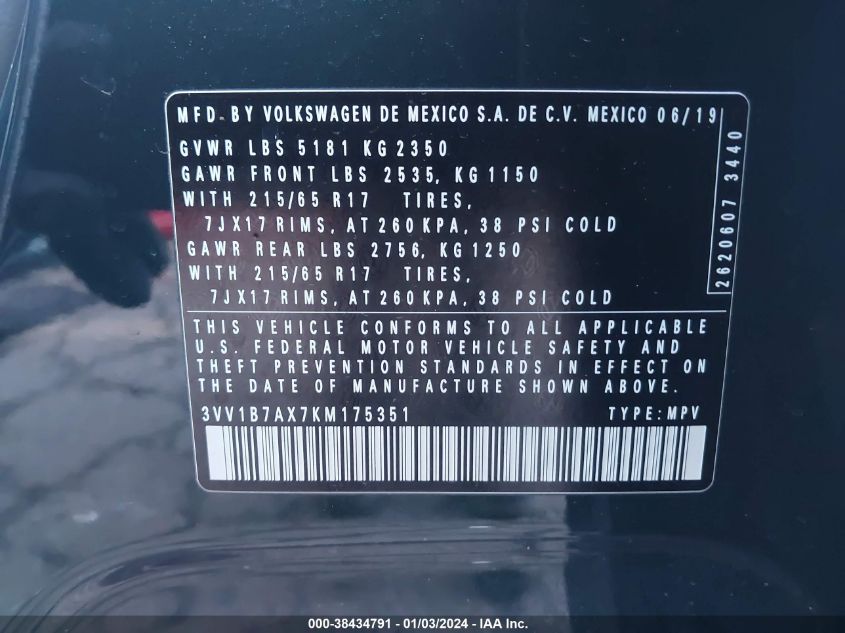 MFD. BY VOLKSWAGEN DE MEXICO S.A. DE C.V. MEXICO 06/19
GVWR LBS 5181 KG 2350
GAWR FRONT LBS 2535, KG 1150
WITH 215/65 R17 TIRES,
7JX17 RIMS, AT 260 KPA, 38 PSI COLD
GAWR REAR LBS 2756, KG 1250
WITH 215/65 R17 TIRES,
7JX17 RIMS, AT 260 KPA, 38 PSI COLD
2620607 3440
THIS VEHICLE CONFORMS TO ALL APPLICABLE
U.S. FEDERAL MOTOR VEHICLE SAFETY AND
THEFT PREVENTION STANDARDS IN EFFECT ON
THE DATE OF MANUFACTURE SHOWN ABOVE.
3VV1B7AX7KM175351 TYPE: MPV
000-38434791 - 01/03/2024 - IAA Inc.